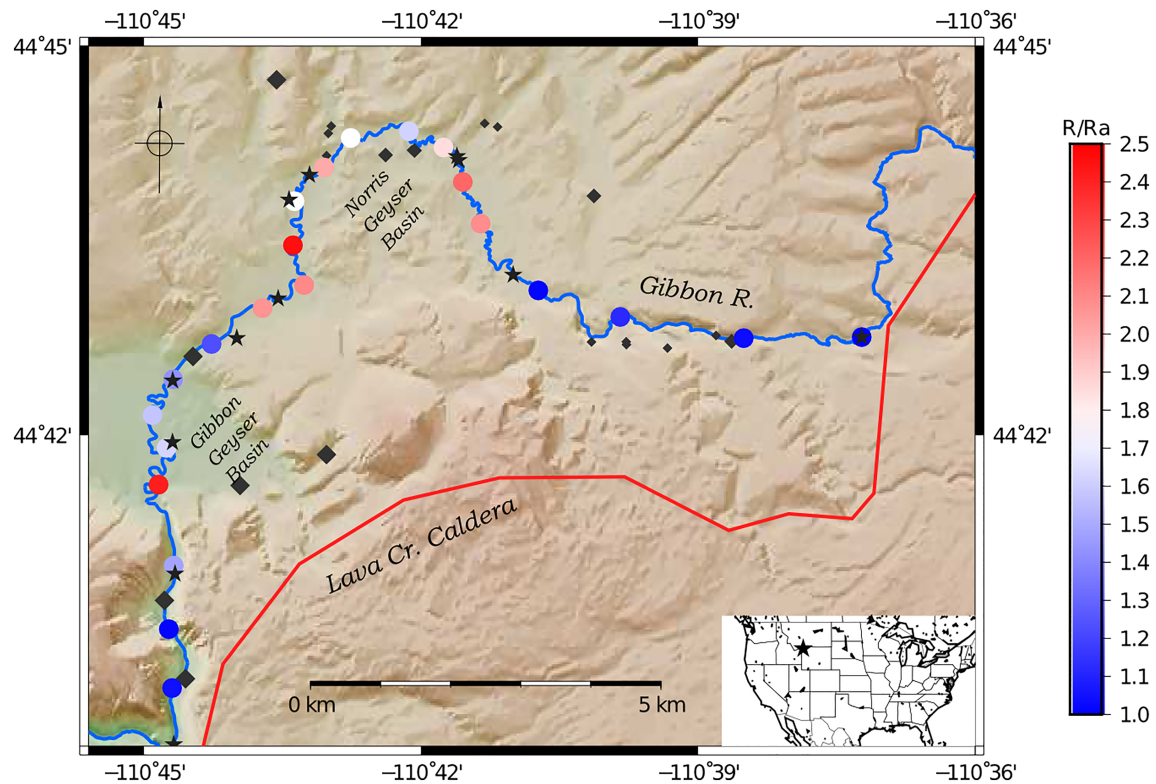 −110˚45'
−110˚42'
−110˚39'
−110˚36'
44˚45'
44˚45'
R/Ra
2.5
2.4
2.3
2.2
2.1
2.0
1.9
1.8
1.7
1.6
1.5
1.4
1.3
1.2
1.1
1.0
Norris
Geyser
Basin
Gibbon R.
Gibbon
Geyser
Basin
44˚42'
44˚42'
Lava Cr. Caldera
0 km
5 km
−110˚45'
−110˚42'
−110˚39'
−110˚36'